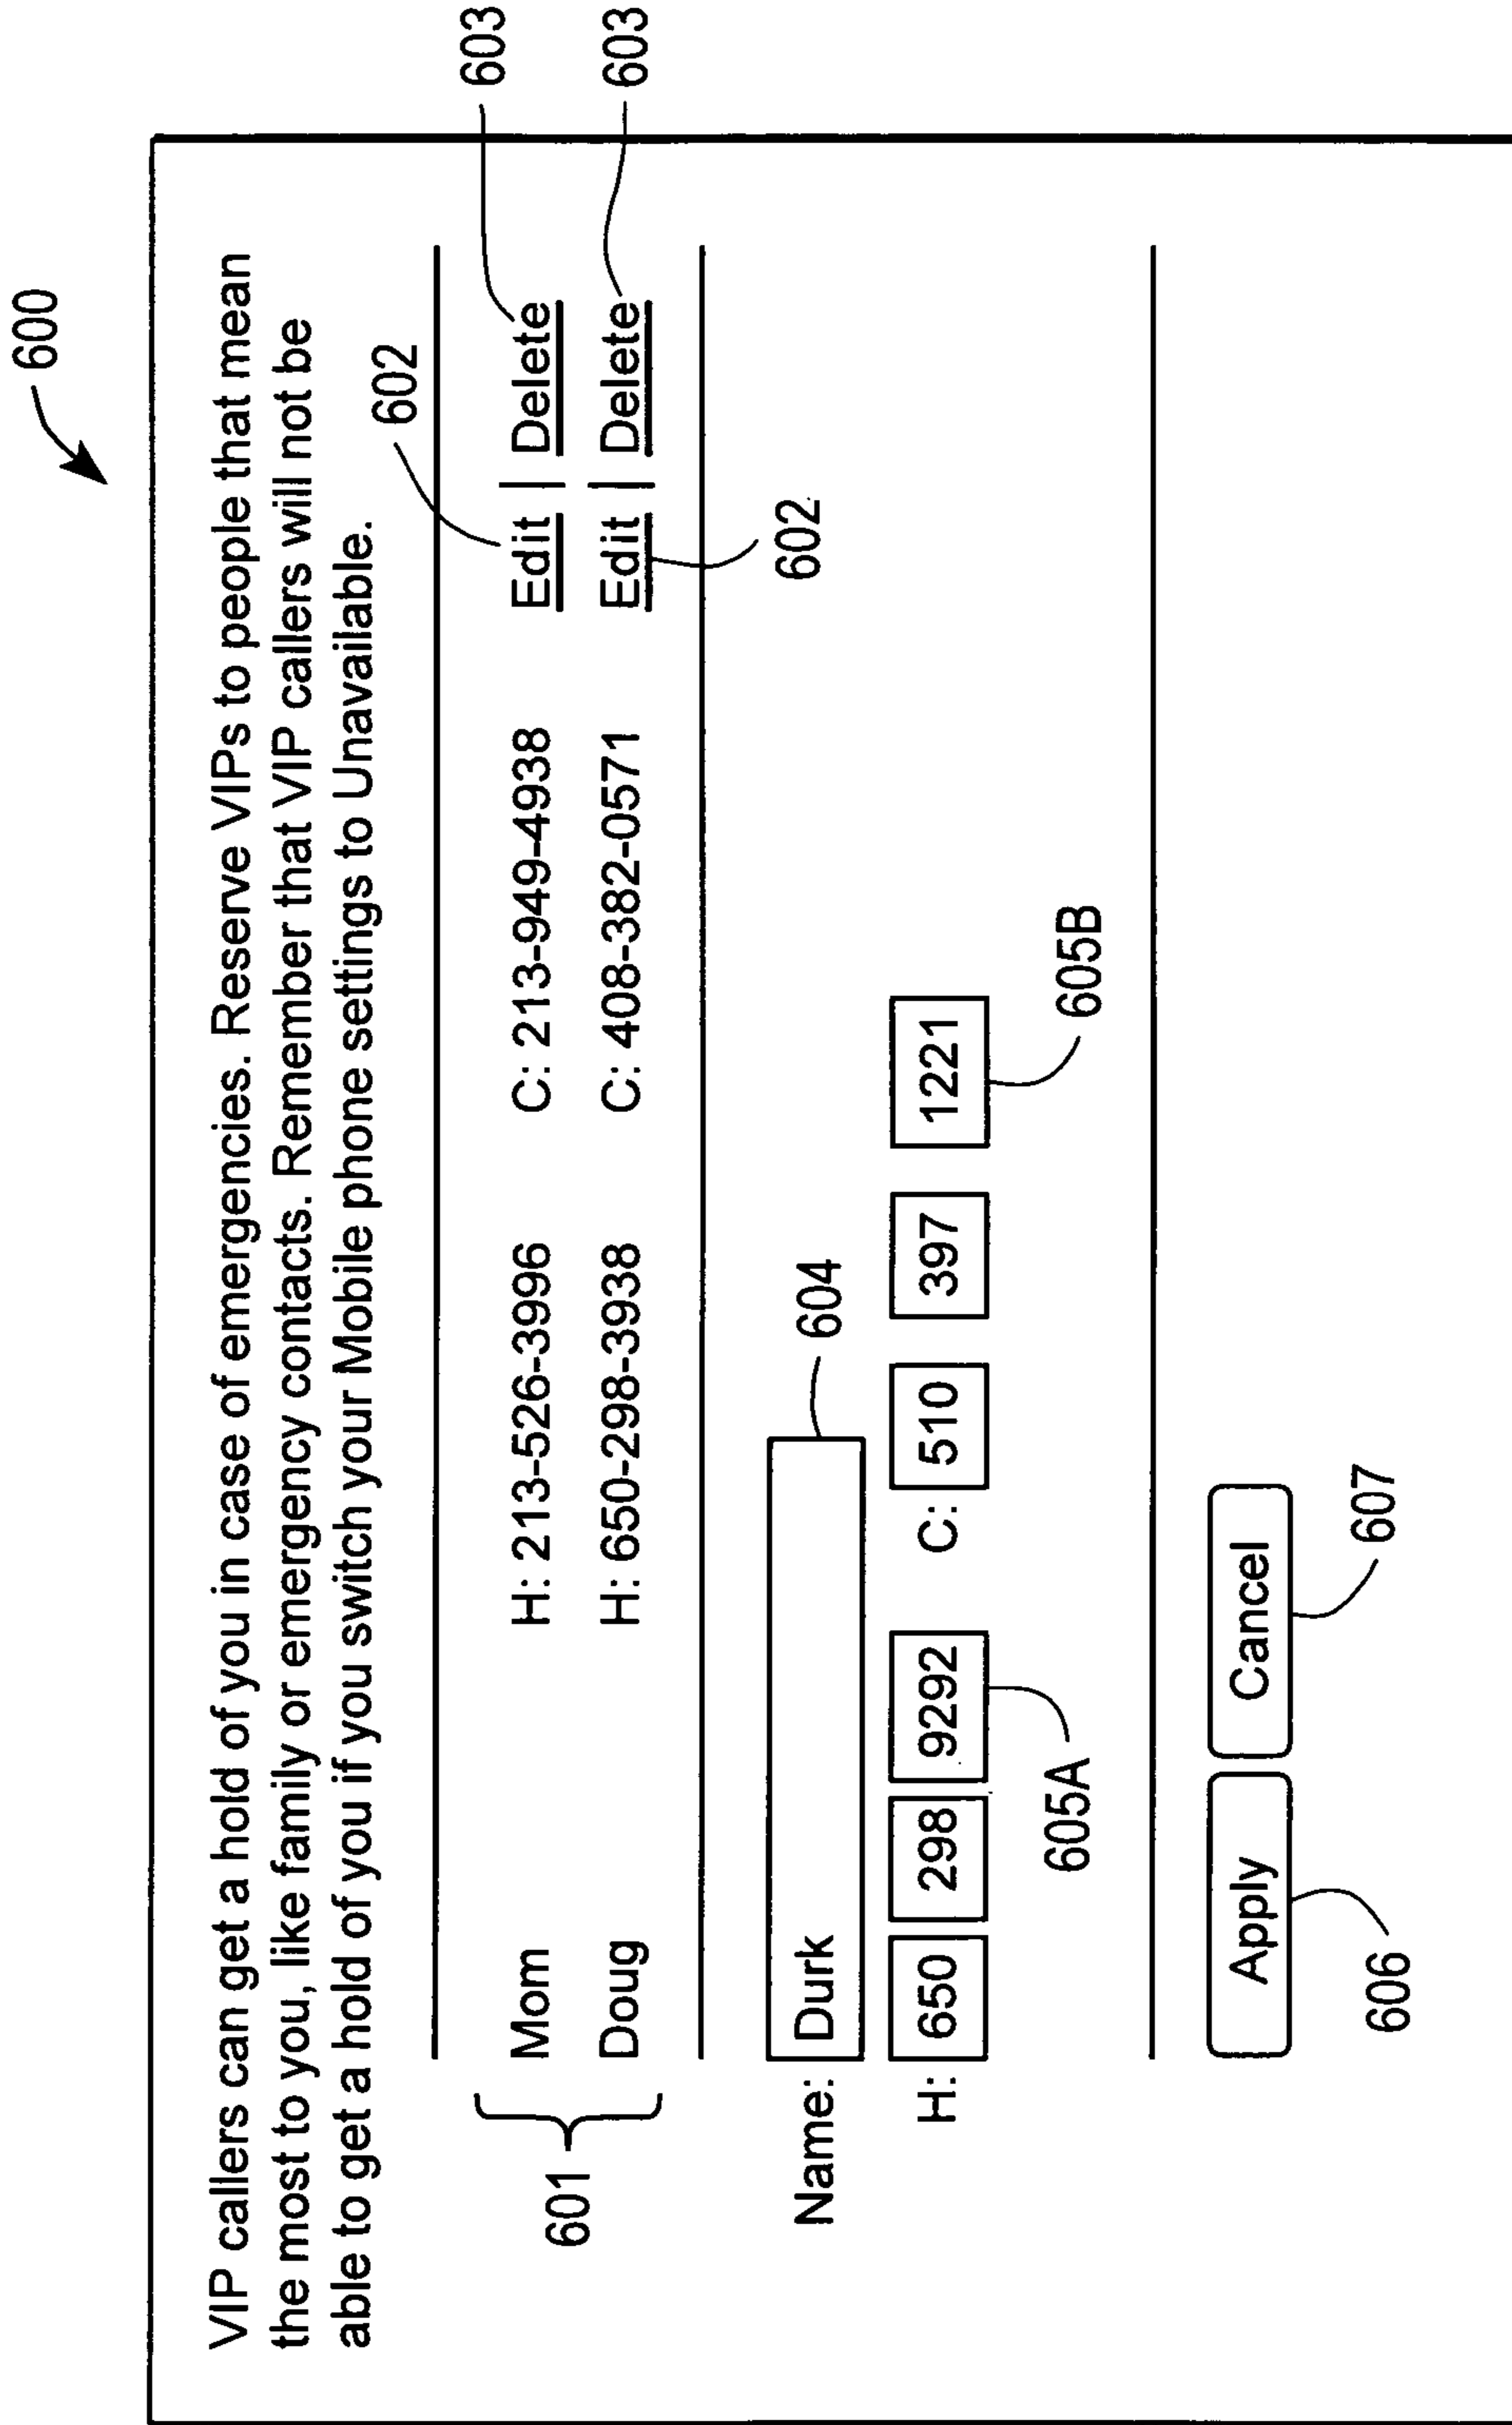 600
VIP callers can get a hold of you in case of emergencies. Reserve VIPs to people that mean
the most to you, like family or emergency contacts. Remember that VIP callers will not be
able to get a hold of you if you switch your Mobile phone settings to Unavailable.
602
603
601
Mom H: 213-526-3996 C: 213-949-4938 Edit | Delete
Doug H: 650-298-3938 C: 408-382-0571 Edit | Delete
603
602
Name: Durk
604
H: 650 298 9292 C: 510 397 1221
605A
605B
Apply Cancel
606
607